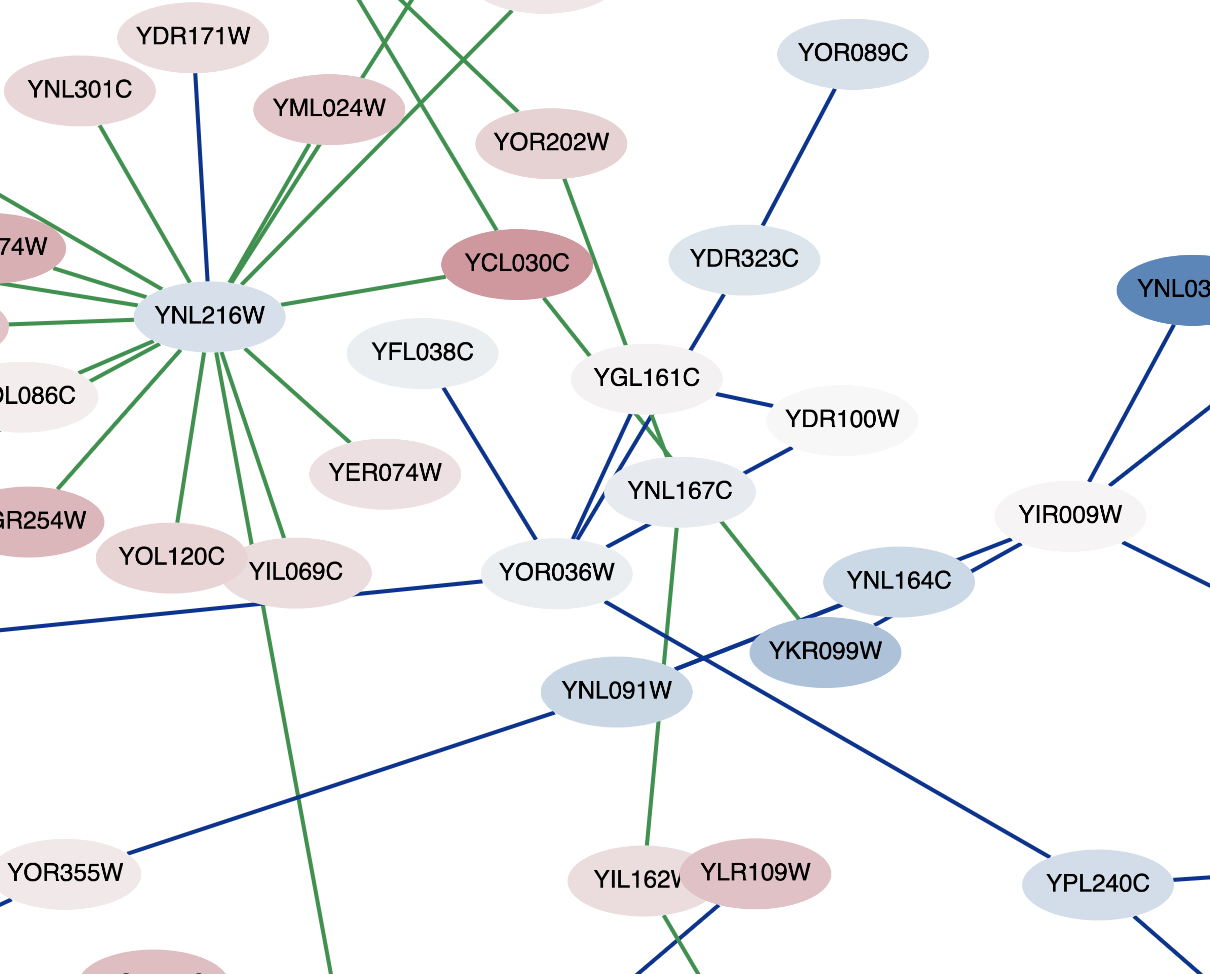 YDR171W
YOR089C
YNL301C
YML024W
YOR202W
74W
YCL030C
YDR323C
YNL03
YNL216W
YFL038C
YGL161C
YDR100W
L086C
YER074W
YNL167C
YIR009W
GR254W
YOL120C
YIL069C
YOR036W
YNL164C
YKR099W
YNL091W
YOR355W
YIL162W
YLR109W
YPL240C